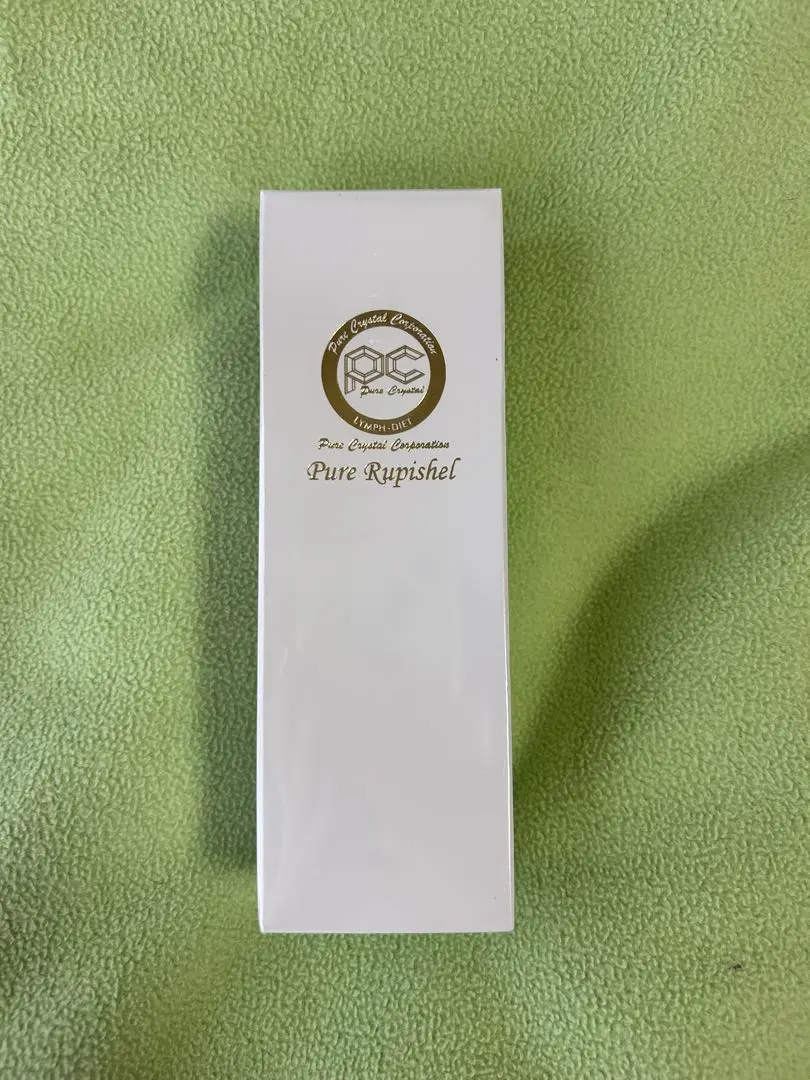 Pure Crystal Corporation
PC
Pure Crystal
LYMPH-DIET
Pure Crystal Corporation
Pure Rupishel